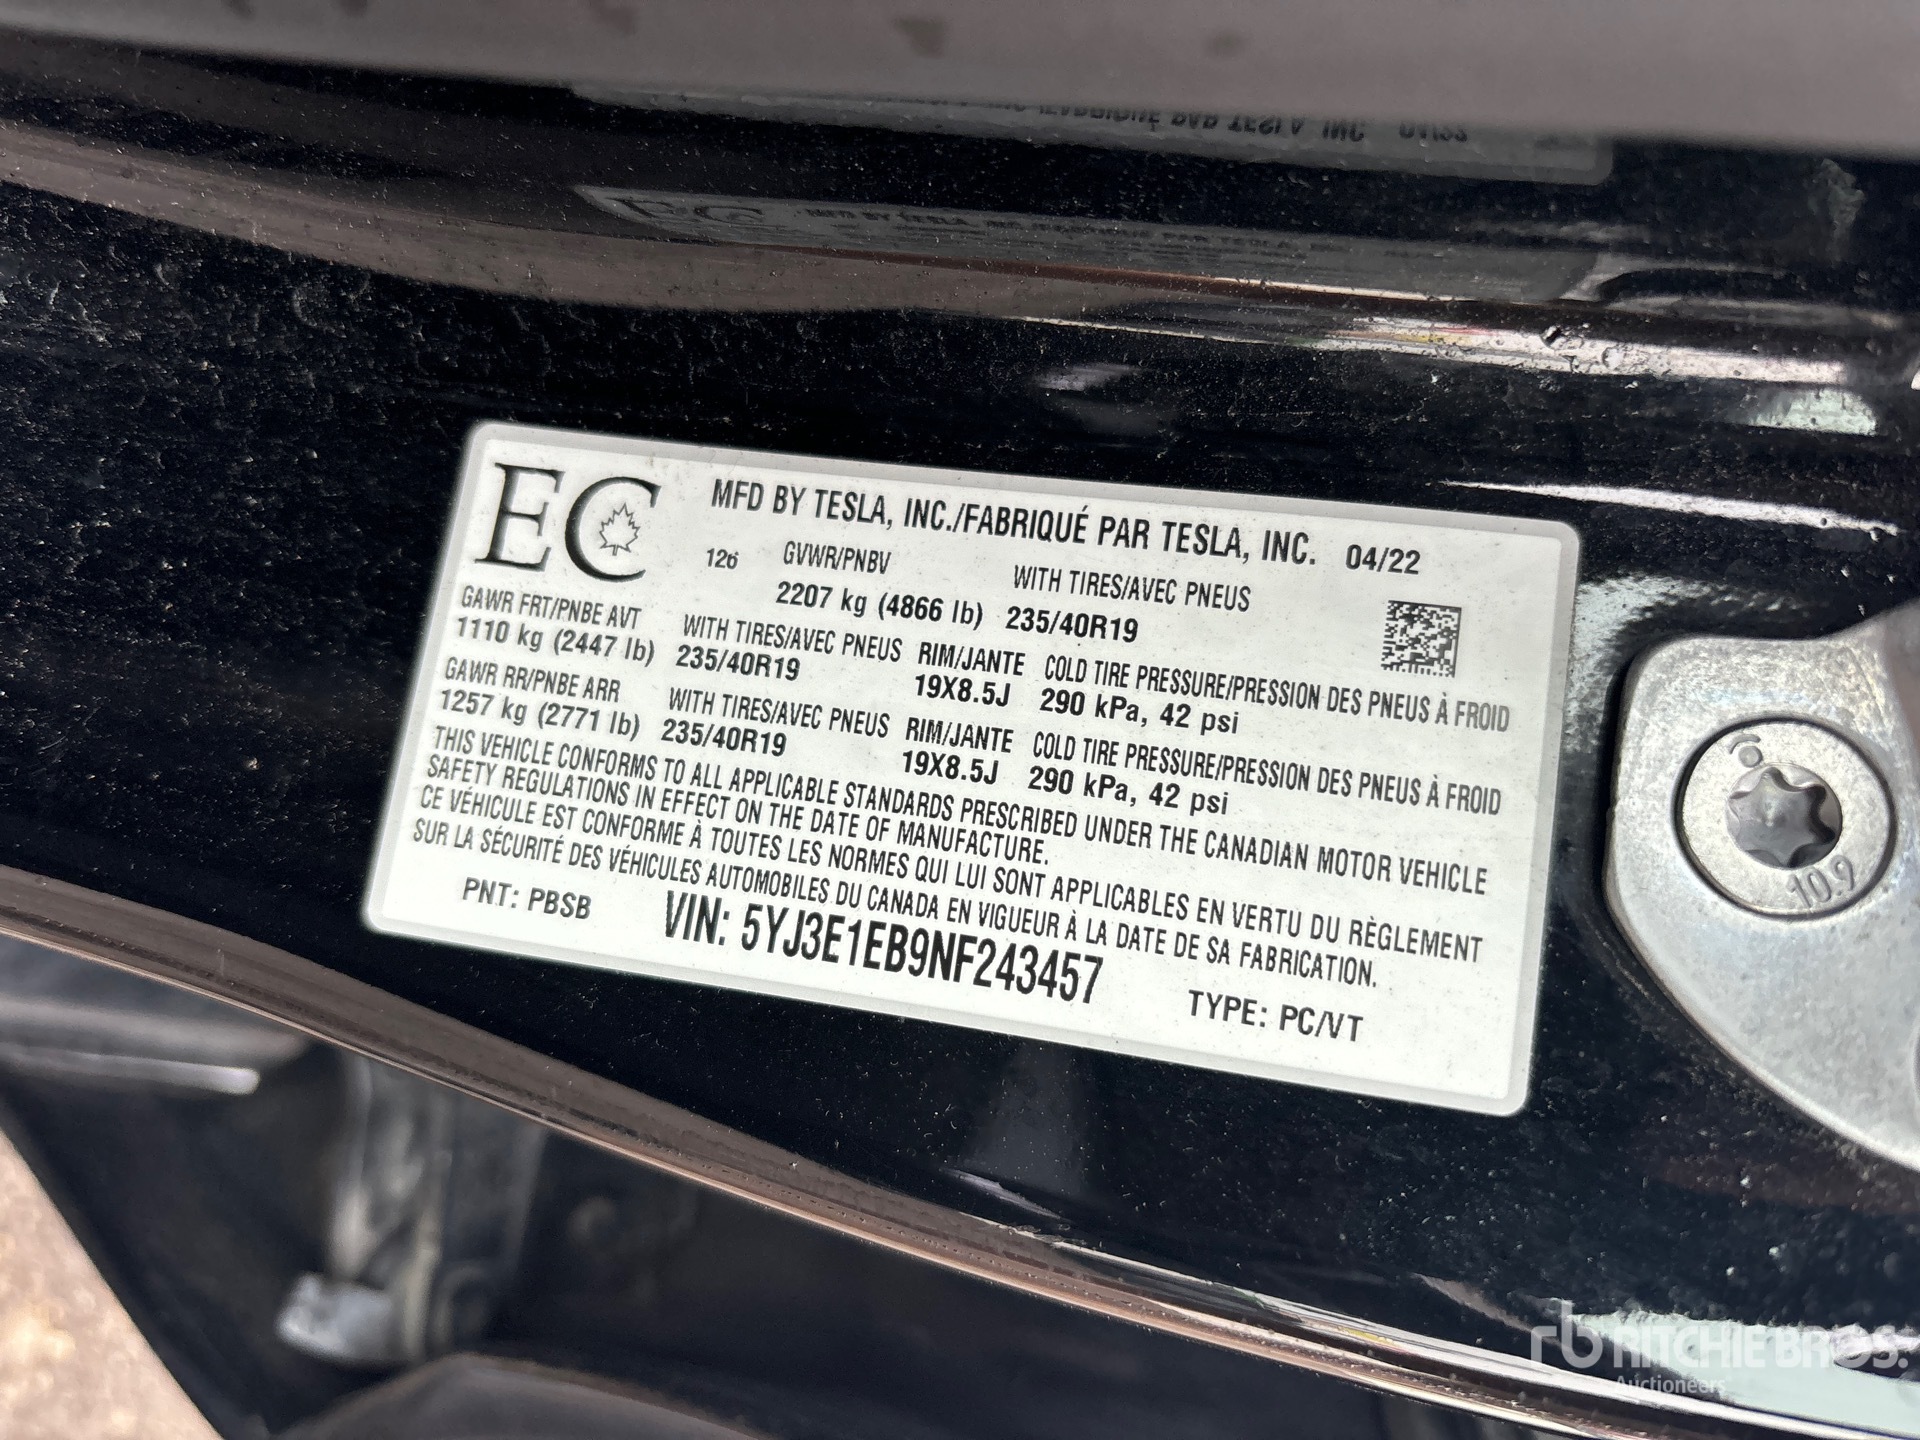 EC
MFD BY TESLA, INC./FABRIQUÉ PAR TESLA, INC. 04/22
126 GVWR/PNBV WITH TIRES/AVEC PNEUS
2207 kg (4866 lb) 235/40R19
GAWR FRT/PNBE AVT WITH TIRES/AVEC PNEUS RIM/JANTE COLD TIRE PRESSURE/PRESSION DES PNEUS À FROID
1110 kg (2447 lb) 235/40R19 19X8.5J 290 kPa, 42 psi
GAWR RR/PNBE ARR WITH TIRES/AVEC PNEUS RIM/JANTE COLD TIRE PRESSURE/PRESSION DES PNEUS À FROID
1257 kg (2771 lb) 235/40R19 19X8.5J 290 kPa, 42 psi
THIS VEHICLE CONFORMS TO ALL APPLICABLE STANDARDS PRESCRIBED UNDER THE CANADIAN MOTOR VEHICLE
SAFETY REGULATIONS IN EFFECT ON THE DATE OF MANUFACTURE.
CE VÉHICULE EST CONFORME À TOUTES LES NORMES QUI LUI SONT APPLICABLES EN VERTU DU RÈGLEMENT
SUR LA SÉCURITÉ DES VÉHICULES AUTOMOBILES DU CANADA EN VIGUEUR À LA DATE DE SA FABRICATION.
PNT: PBSB VIN: 5YJ3E1EB9NF243457 TYPE: PC/VT
10.9
rb RITCHIE BROS.
Auctioneers